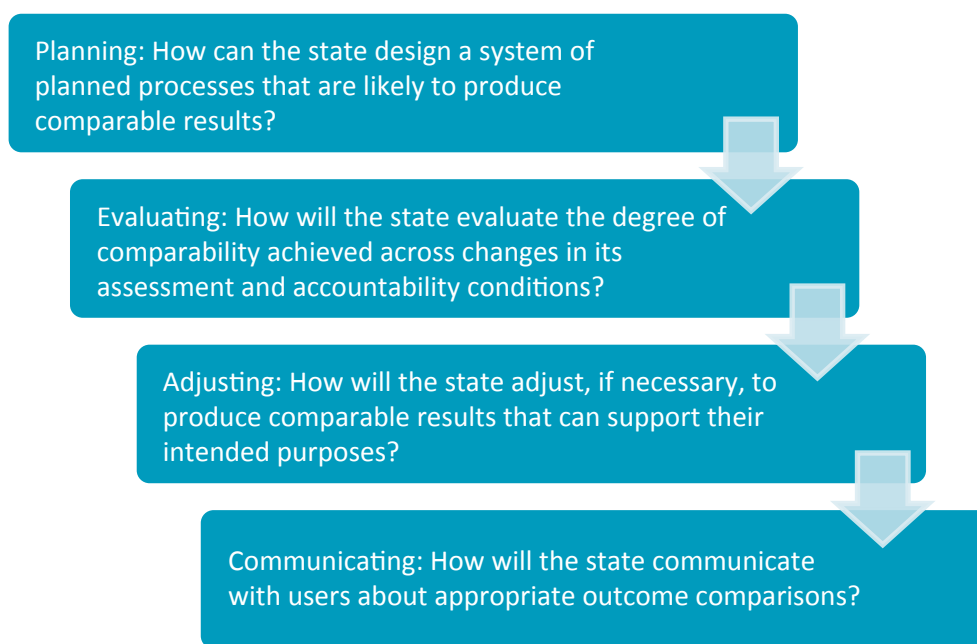 Planning: How can the state design a system of
planned processes that are likely to produce
comparable results?
Evaluating: How will the state evaluate the degree of
comparability achieved across changes in its
assessment and accountability conditions?
Adjusting: How will the state adjust, if necessary, to
produce comparable results that can support their
intended purposes?
Communicating: How will the state communicate
with users about appropriate outcome comparisons?